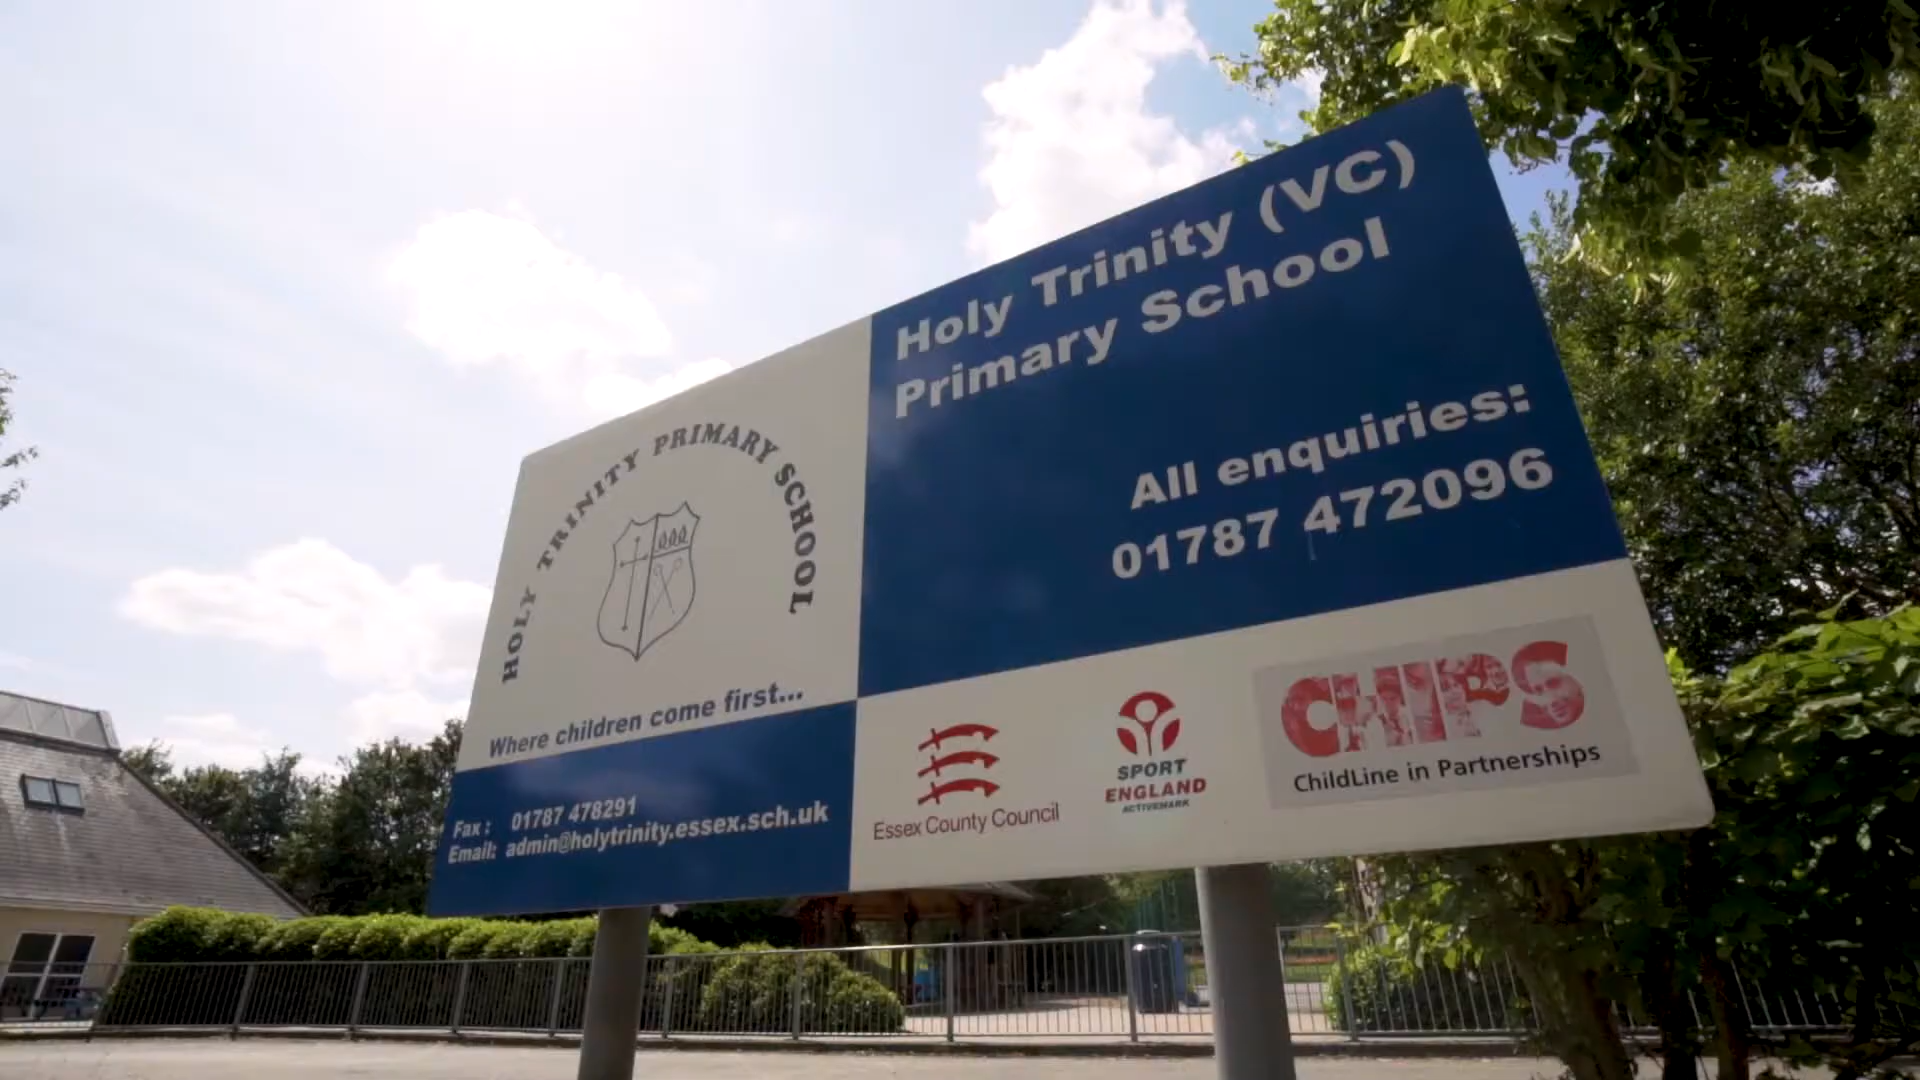 HOLY TRINITY PRIMARY SCHOOL
Where children come first...
Fax: 01787 478291
Email: admin@holytrinity.essex.sch.uk
Holy Trinity (VC)
Primary School
All enquiries:
01787 472096
Essex County Council
SPORT
ENGLAND
ACTIVEMARK
CHIPS
ChildLine in Partnerships